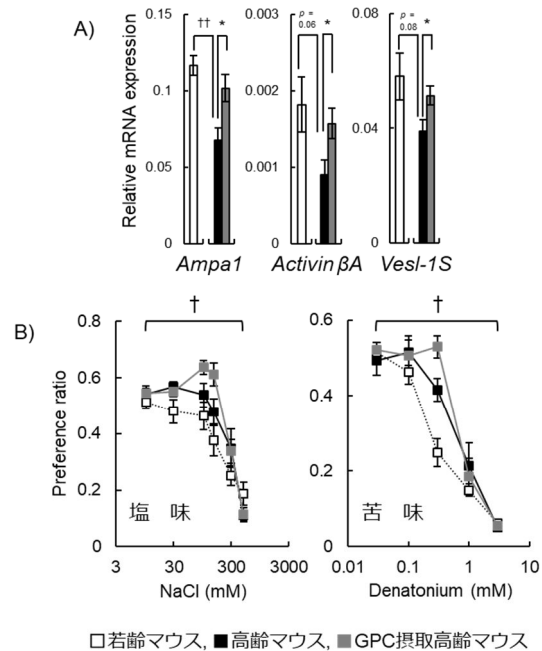 A)
Relative mRNA expression
0.15
0.1
0.05
0
††
*
Ampa1
0.003
0.002
0.001
0
p = 0.06
*
Activin βA
0.08
0.04
0
p = 0.08
*
Vesl-1S
B)
Preference ratio
0.8
0.6
0.4
0.2
0
†
塩 味
3 30 300 3000
NaCl (mM)
0.6
0.4
0.2
0
†
苦 味
0.01 0.1 1 10
Denatonium (mM)
若齢マウス, 高齢マウス, GPC摂取高齢マウス